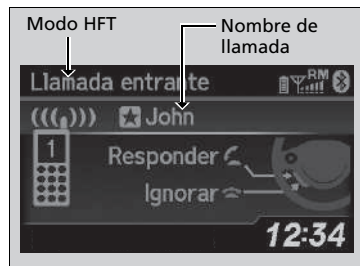 Modo HFT
Nombre de
llamada
Llamada entrante
RM
John
1
Responder
Ignorar
12:34